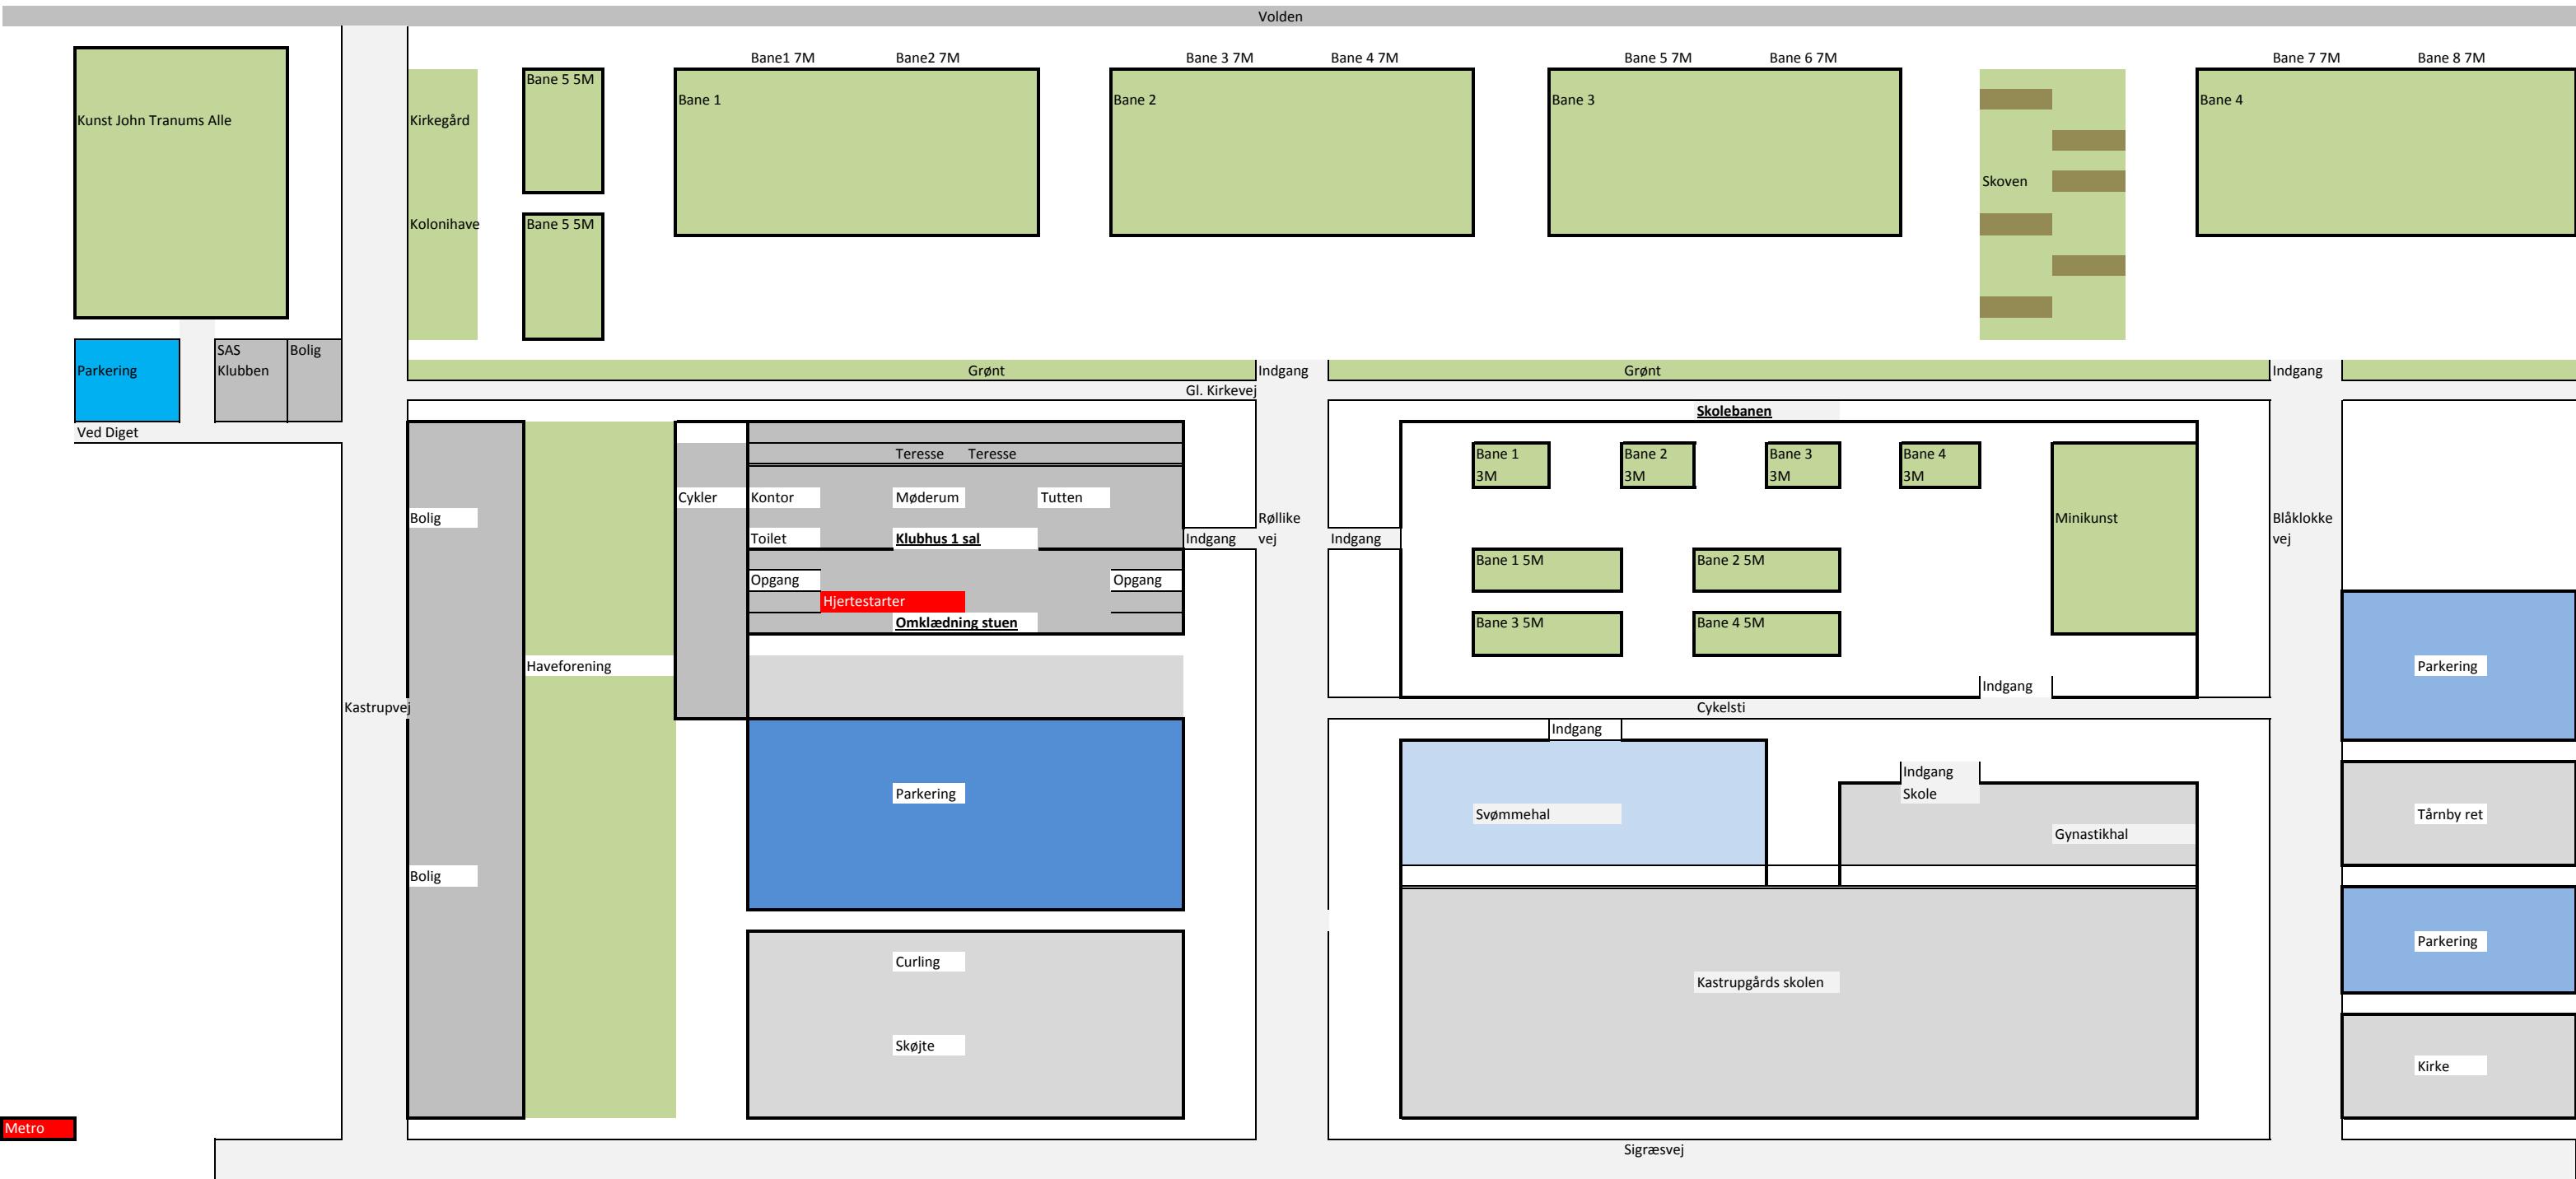 Volden
Bane1 7M
Bane2 7M
Bane 3 7M
Bane 4 7M
Bane 5 7M
Bane 6 7M
Bane 7 7M
Bane 8 7M
Bane 5 5M
Bane 1
Bane 2
Bane 3
Bane 4
Kunst John Tranums Alle
Kirkegård
Skoven
Kolonihave
Bane 5 5M
SAS
Klubben
Bolig
Parkering
Grønt
Indgang
Grønt
Indgang
Gl. Kirkevej
Ved Diget
Skolebanen
Teresse
Teresse
Bane 1
3M
Bane 2
3M
Bane 3
3M
Bane 4
3M
Cykler
Kontor
Møderum
Tutten
Bolig
Røllike
vej
Minikunst
Blåklokke
vej
Toilet
Klubhus 1 sal
Indgang
Indgang
Bane 1 5M
Bane 2 5M
Opgang
Opgang
Hjertestarter
Omklædning stuen
Bane 3 5M
Bane 4 5M
Haveforening
Parkering
Indgang
Kastrupvej
Cykelsti
Indgang
Indgang
Skole
Parkering
Svømmehal
Tårnby ret
Gynastikhal
Bolig
Parkering
Curling
Kastrupgårds skolen
Skøjte
Kirke
Metro
Sigræsvej